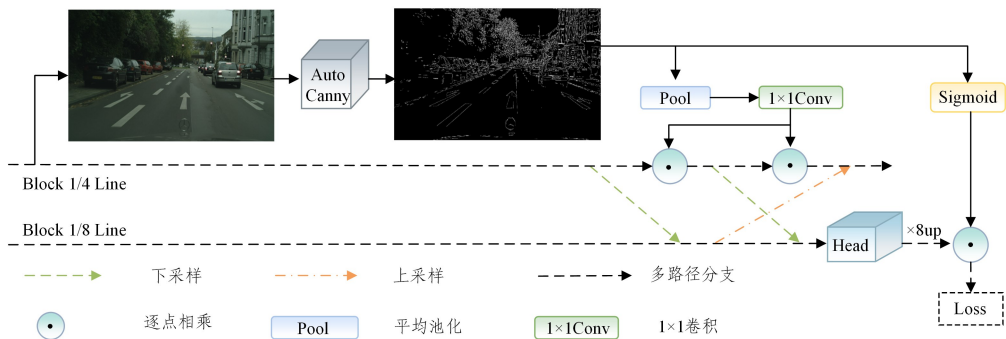 Auto
Canny
Pool
1×1Conv
Sigmoid
Block 1/4 Line
Block 1/8 Line
Head
×8up
下采样
上采样
多路径分支
逐点相乘
Pool
平均池化
1×1Conv
1×1卷积
Loss